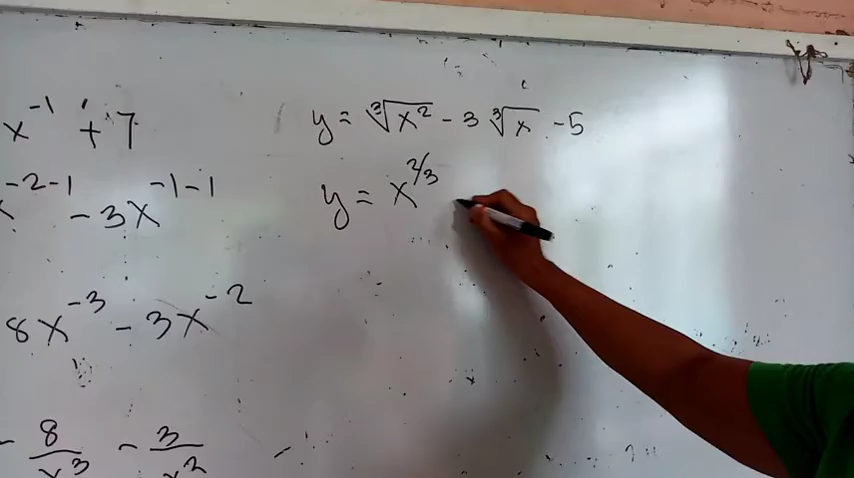 x⁻¹ + 7
⁻²⁻¹ - 3x⁻¹⁻¹
8x⁻³ - 3x⁻²
- 8/x³ - 3/x²
y = ∛x² - 3∛x - 5
y = x^2/3